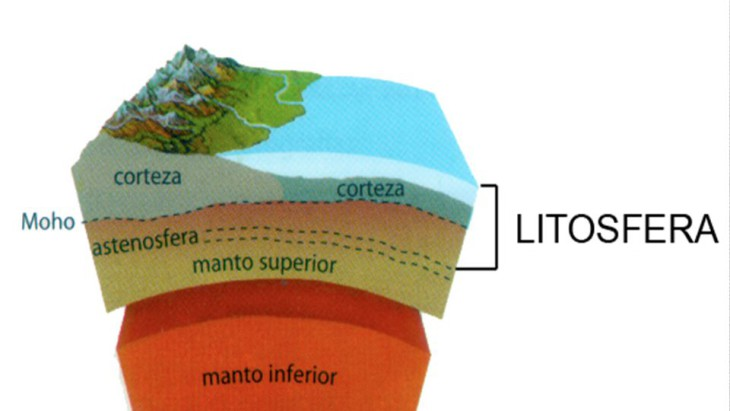 corteza
corteza
Moho
LITOSFERA
astenosfera
manto superior
manto inferior